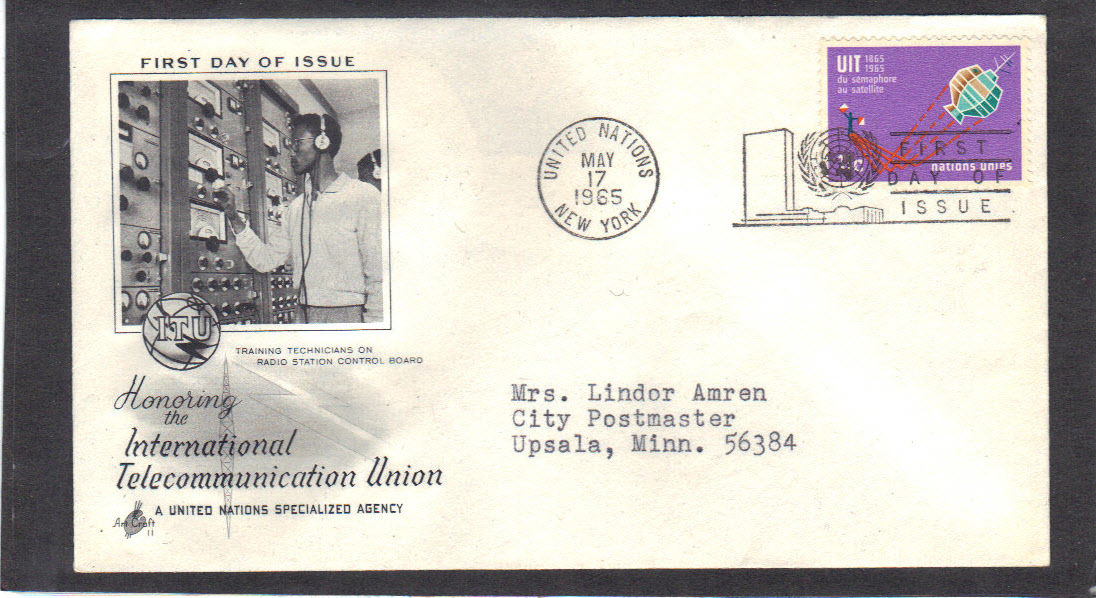 FIRST DAY OF ISSUE
ITU
TRAINING TECHNICIANS ON
RADIO STATION CONTROL BOARD
Honoring
the
International
Telecommunication Union
A UNITED NATIONS SPECIALIZED AGENCY
Art Craft
UNITED NATIONS
MAY
17
1965
NEW YORK
UIT 1865
1965
du sémaphore
au satellite
nations unies
FIRST
DAY OF
ISSUE
Mrs. Lindor Amren
City Postmaster
Upsala, Minn. 56384